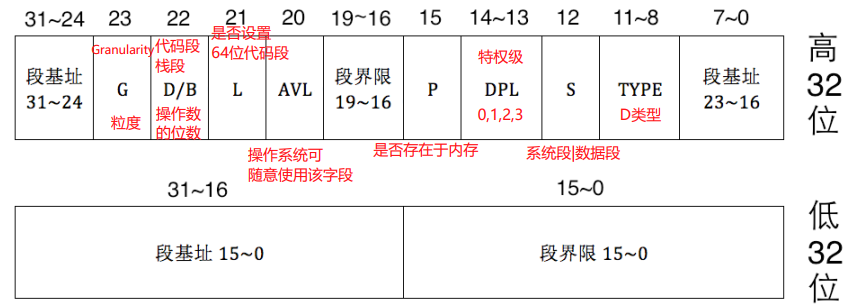 31~24 23 22 21 20 19~16 15 14~13 12 11~8 7~0
Granularity
代码段
栈段
是否设置
64位代码段
特权级
段基址
31~24
G
D/B
L
AVL
段界限
19~16
P
DPL
S
TYPE
段基址
23~16
粒度
操作数
的位数
0,1,2,3
D类型
操作系统可
随意使用该字段
是否存在于内存
系统段|数据段
高
32
位
31~16
15~0
段基址 15~0
段界限 15~0
低
32
位